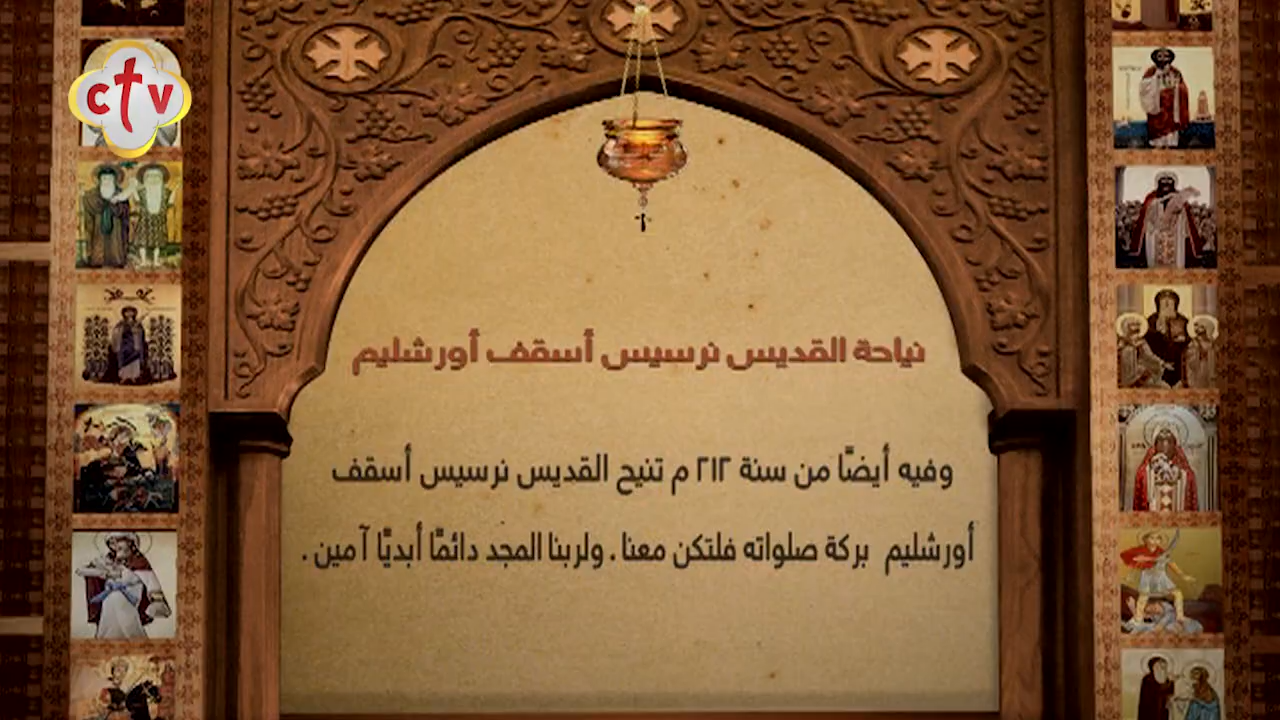 ctv
نياحة القديس نرسيس أسقف أورشليم
وفيه أيضًا من سنة ٢١٢ م تنيح القديس نرسيس أسقف
أورشليم بركة صلواته فلتكن معنا . ولربنا المجد دائمًا أبديًا آمين .